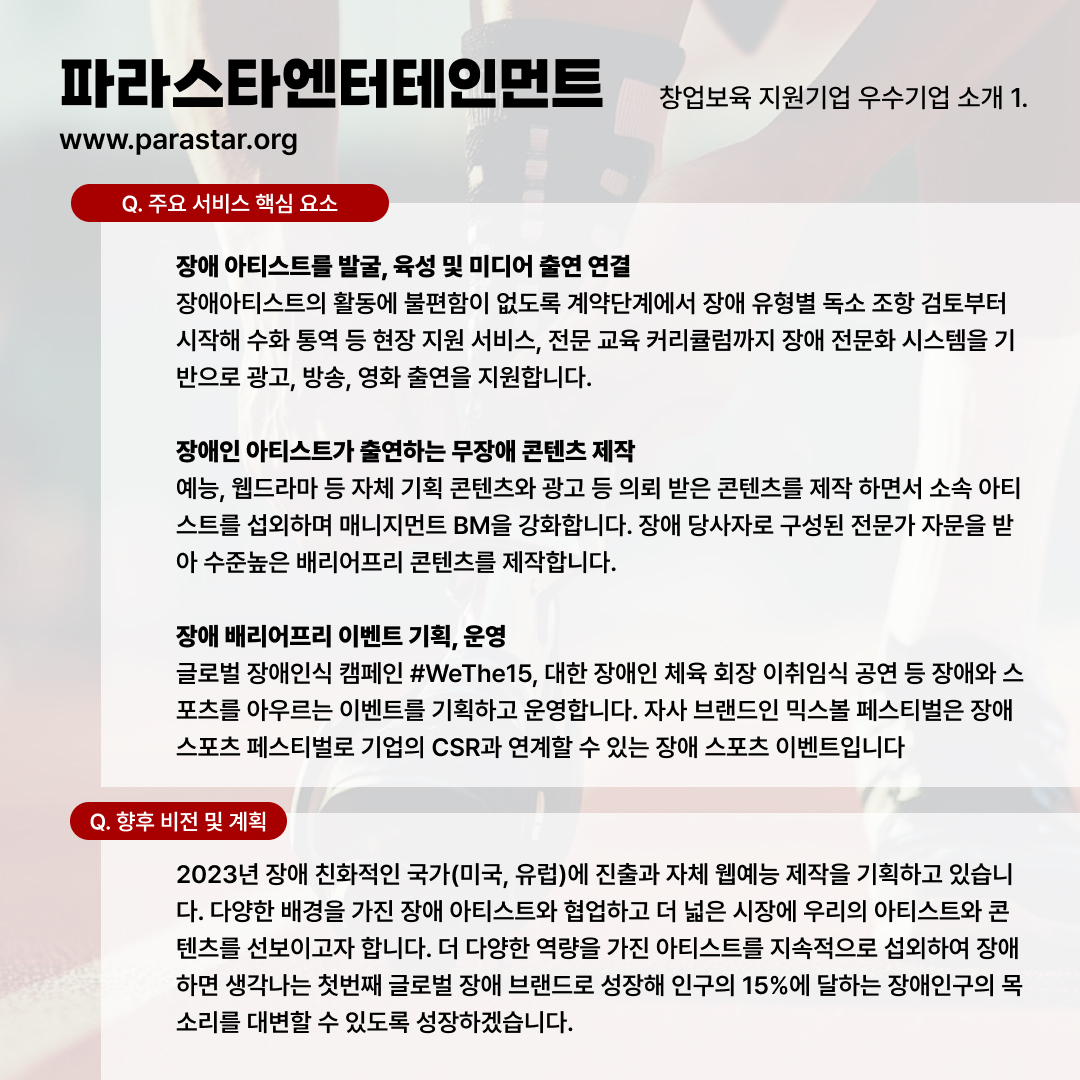 파라스타엔터테인먼트
창업보육 지원기업 우수기업 소개 1.
www.parastar.org
Q. 주요 서비스 핵심 요소
장애 아티스트를 발굴, 육성 및 미디어 출연 연결
장애아티스트의 활동에 불편함이 없도록 계약단계에서 장애 유형별 독소 조항 검토부터
시작해 수화 통역 등 현장 지원 서비스, 전문 교육 커리큘럼까지 장애 전문화 시스템을 기
반으로 광고, 방송, 영화 출연을 지원합니다.
장애인 아티스트가 출연하는 무장애 콘텐츠 제작
예능, 웹드라마 등 자체 기획 콘텐츠와 광고 등 의뢰 받은 콘텐츠를 제작 하면서 소속 아티
스트를 섭외하며 매니지먼트 BM을 강화합니다. 장애 당사자로 구성된 전문가 자문을 받
아 수준높은 배리어프리 콘텐츠를 제작합니다.
장애 배리어프리 이벤트 기획, 운영
글로벌 장애인식 캠페인 #WeThe15, 대한 장애인 체육 회장 이취임식 공연 등 장애와 스
포츠를 아우르는 이벤트를 기획하고 운영합니다. 자사 브랜드인 믹스볼 페스티벌은 장애
스포츠 페스티벌로 기업의 CSR과 연계할 수 있는 장애 스포츠 이벤트입니다
Q. 향후 비전 및 계획
2023년 장애 친화적인 국가(미국, 유럽)에 진출과 자체 웹예능 제작을 기획하고 있습니
다. 다양한 배경을 가진 장애 아티스트와 협업하고 더 넓은 시장에 우리의 아티스트와 콘
텐츠를 선보이고자 합니다. 더 다양한 역량을 가진 아티스트를 지속적으로 섭외하여 장애
하면 생각나는 첫번째 글로벌 장애 브랜드로 성장해 인구의 15%에 달하는 장애인구의 목
소리를 대변할 수 있도록 성장하겠습니다.